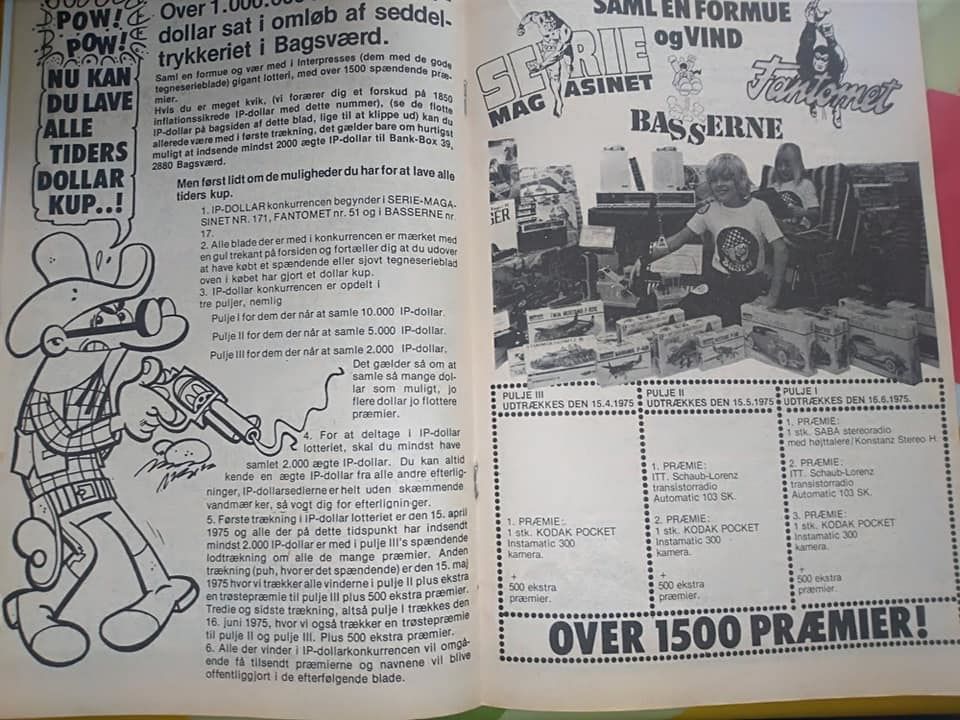 POW!
POW!
NU KAN
DU LAVE
ALLE
TIDERS
DOLLAR
KUP..!
Over 1.000.000
dollar sat i omløb af seddel-
trykkeriet i Bagsværd.
Saml en formue og vær med i Interpresses (dem med de gode
tegneserieblade) gigant lotteri, med over 1500 spændende præ-
mier.
Hvis du er meget kvik, (vi forærer dig et forskud på 1850
inflationssikrede IP-dollar med dette nummer), (se de flotte
IP-dollar på bagsiden af dette blad, lige til at klippe ud) kan du
allerede være med i første trækning, det gælder bare om hurtigst
muligt at indsende mindst 2000 ægte IP-dollar til Bank-Box 39,
2880 Bagsværd.
Men først lidt om de muligheder du har for at lave alle
tiders kup.
1. IP-DOLLAR konkurrencen begynder i SERIE-MAGA-
SINET NR. 171, FANTOMET nr. 51 og i BASSERNE nr.
17.
2. Alle blade der er med i konkurrencen er mærket med
en gul trekant på forsiden og fortæller dig at du udover
at have købt et spændende eller sjovt tegneserieblad
oven i købet har gjort et dollar kup.
3. IP-dollar konkurrencen er opdelt i
tre puljer, nemlig
Pulje I for dem der når at samle 10.000 IP-dollar.
Pulje II for dem der når at samle 5.000 IP-dollar.
Pulje III for dem der når at samle 2.000 IP-dollar.
Det gælder så om at
samle så mange dol-
lar som muligt, jo
flere dollar jo flottere
præmier.
4. For at deltage i IP-dollar
lotteriet, skal du mindst have
samlet 2.000 ægte IP-dollar. Du kan altid
kende en ægte IP-dollar fra alle andre efterlig-
ninger, IP-dollarsedlerne er helt uden skæmmende
vandmærker, så vogt dig for efterligninger.
5. Første trækning i IP-dollar lotteriet er den 15. april
1975 og alle der på dette tidspunkt har indsendt
mindst 2.000 IP-dollar er med i pulje III's spændende
lodtrækning om alle de mange præmier. Anden
trækning (puh, hvor er det spændende) er den 15. maj
1975 hvor vi trækker alle vinderne i pulje II plus ekstra
en trøstepræmie til pulje III plus 500 ekstra præmier.
Tredie og sidste trækning, altså Pulje I trækkes den
16. juni 1975, hvor vi også trækker en trøstepræmie
til pulje II og pulje III. Plus 500 ekstra præmier.
6. Alle der vinder i IP-dollarkonkurrencen vil omgå-
ende få tilsendt præmierne og navnene vil blive
offentliggjort i de efterfølgende blade.
SAML EN FORMUE
og VIND
SERIE
MAGASINET
Fantomet
BASSERNE
PULJE III
UDTRÆKKES DEN 15.4.1975
1. PRÆMIE:
1 stk. KODAK POCKET
Instamatic 300
kamera.
+
500 ekstra
præmier.
PULJE II
UDTRÆKKES DEN 15.5.1975
1. PRÆMIE:
ITT. Schaub-Lorenz
transistorradio
Automatic 103 SK.
2. PRÆMIE:
1 stk. KODAK POCKET
Instamatic 300
kamera.
+
500 ekstra
præmier.
PULJE I
UDTRÆKKES DEN 16.6.1975.
1. PRÆMIE:
1 stk. SABA stereoradio
med højttalere/Konstanz Stereo H.
2. PRÆMIE:
ITT. Schaub-Lorenz
transistorradio
Automatic 103 SK.
3. PRÆMIE:
1 stk. KODAK POCKET
Instamatic 300
kamera.
+
500 ekstra
præmier.
OVER 1500 PRÆMIER!